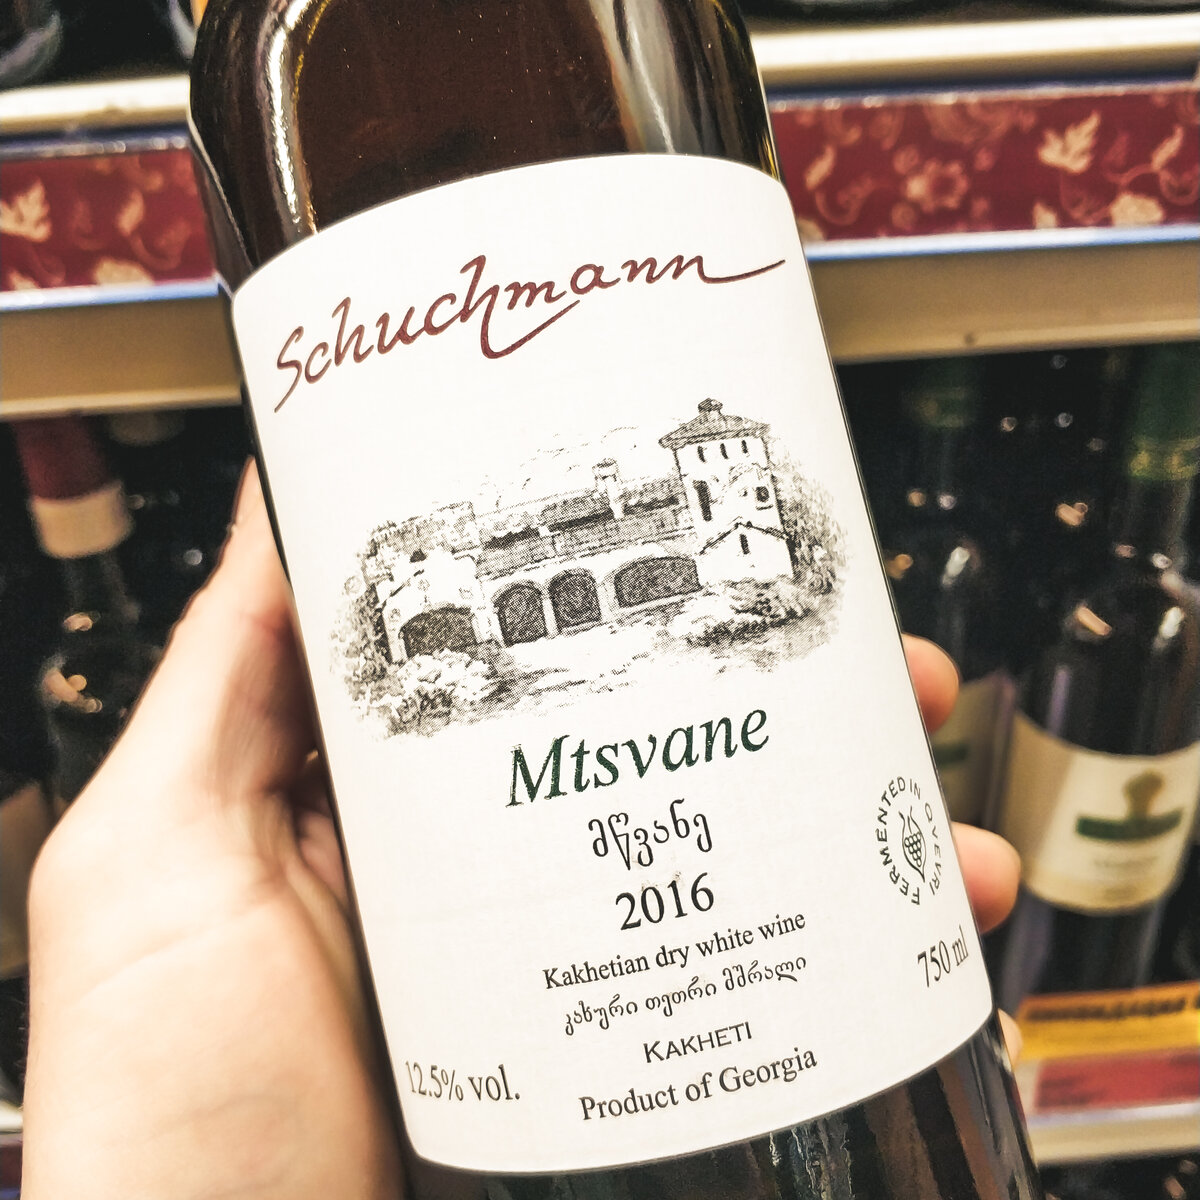 Schuchmann
Mtsvane
მწვანე
2016
FERMENTED IN QVEVRI
Kakhetian dry white wine
კახური თეთრი მშრალი
750 ml
KAKHETI
12.5% vol.
Product of Georgia